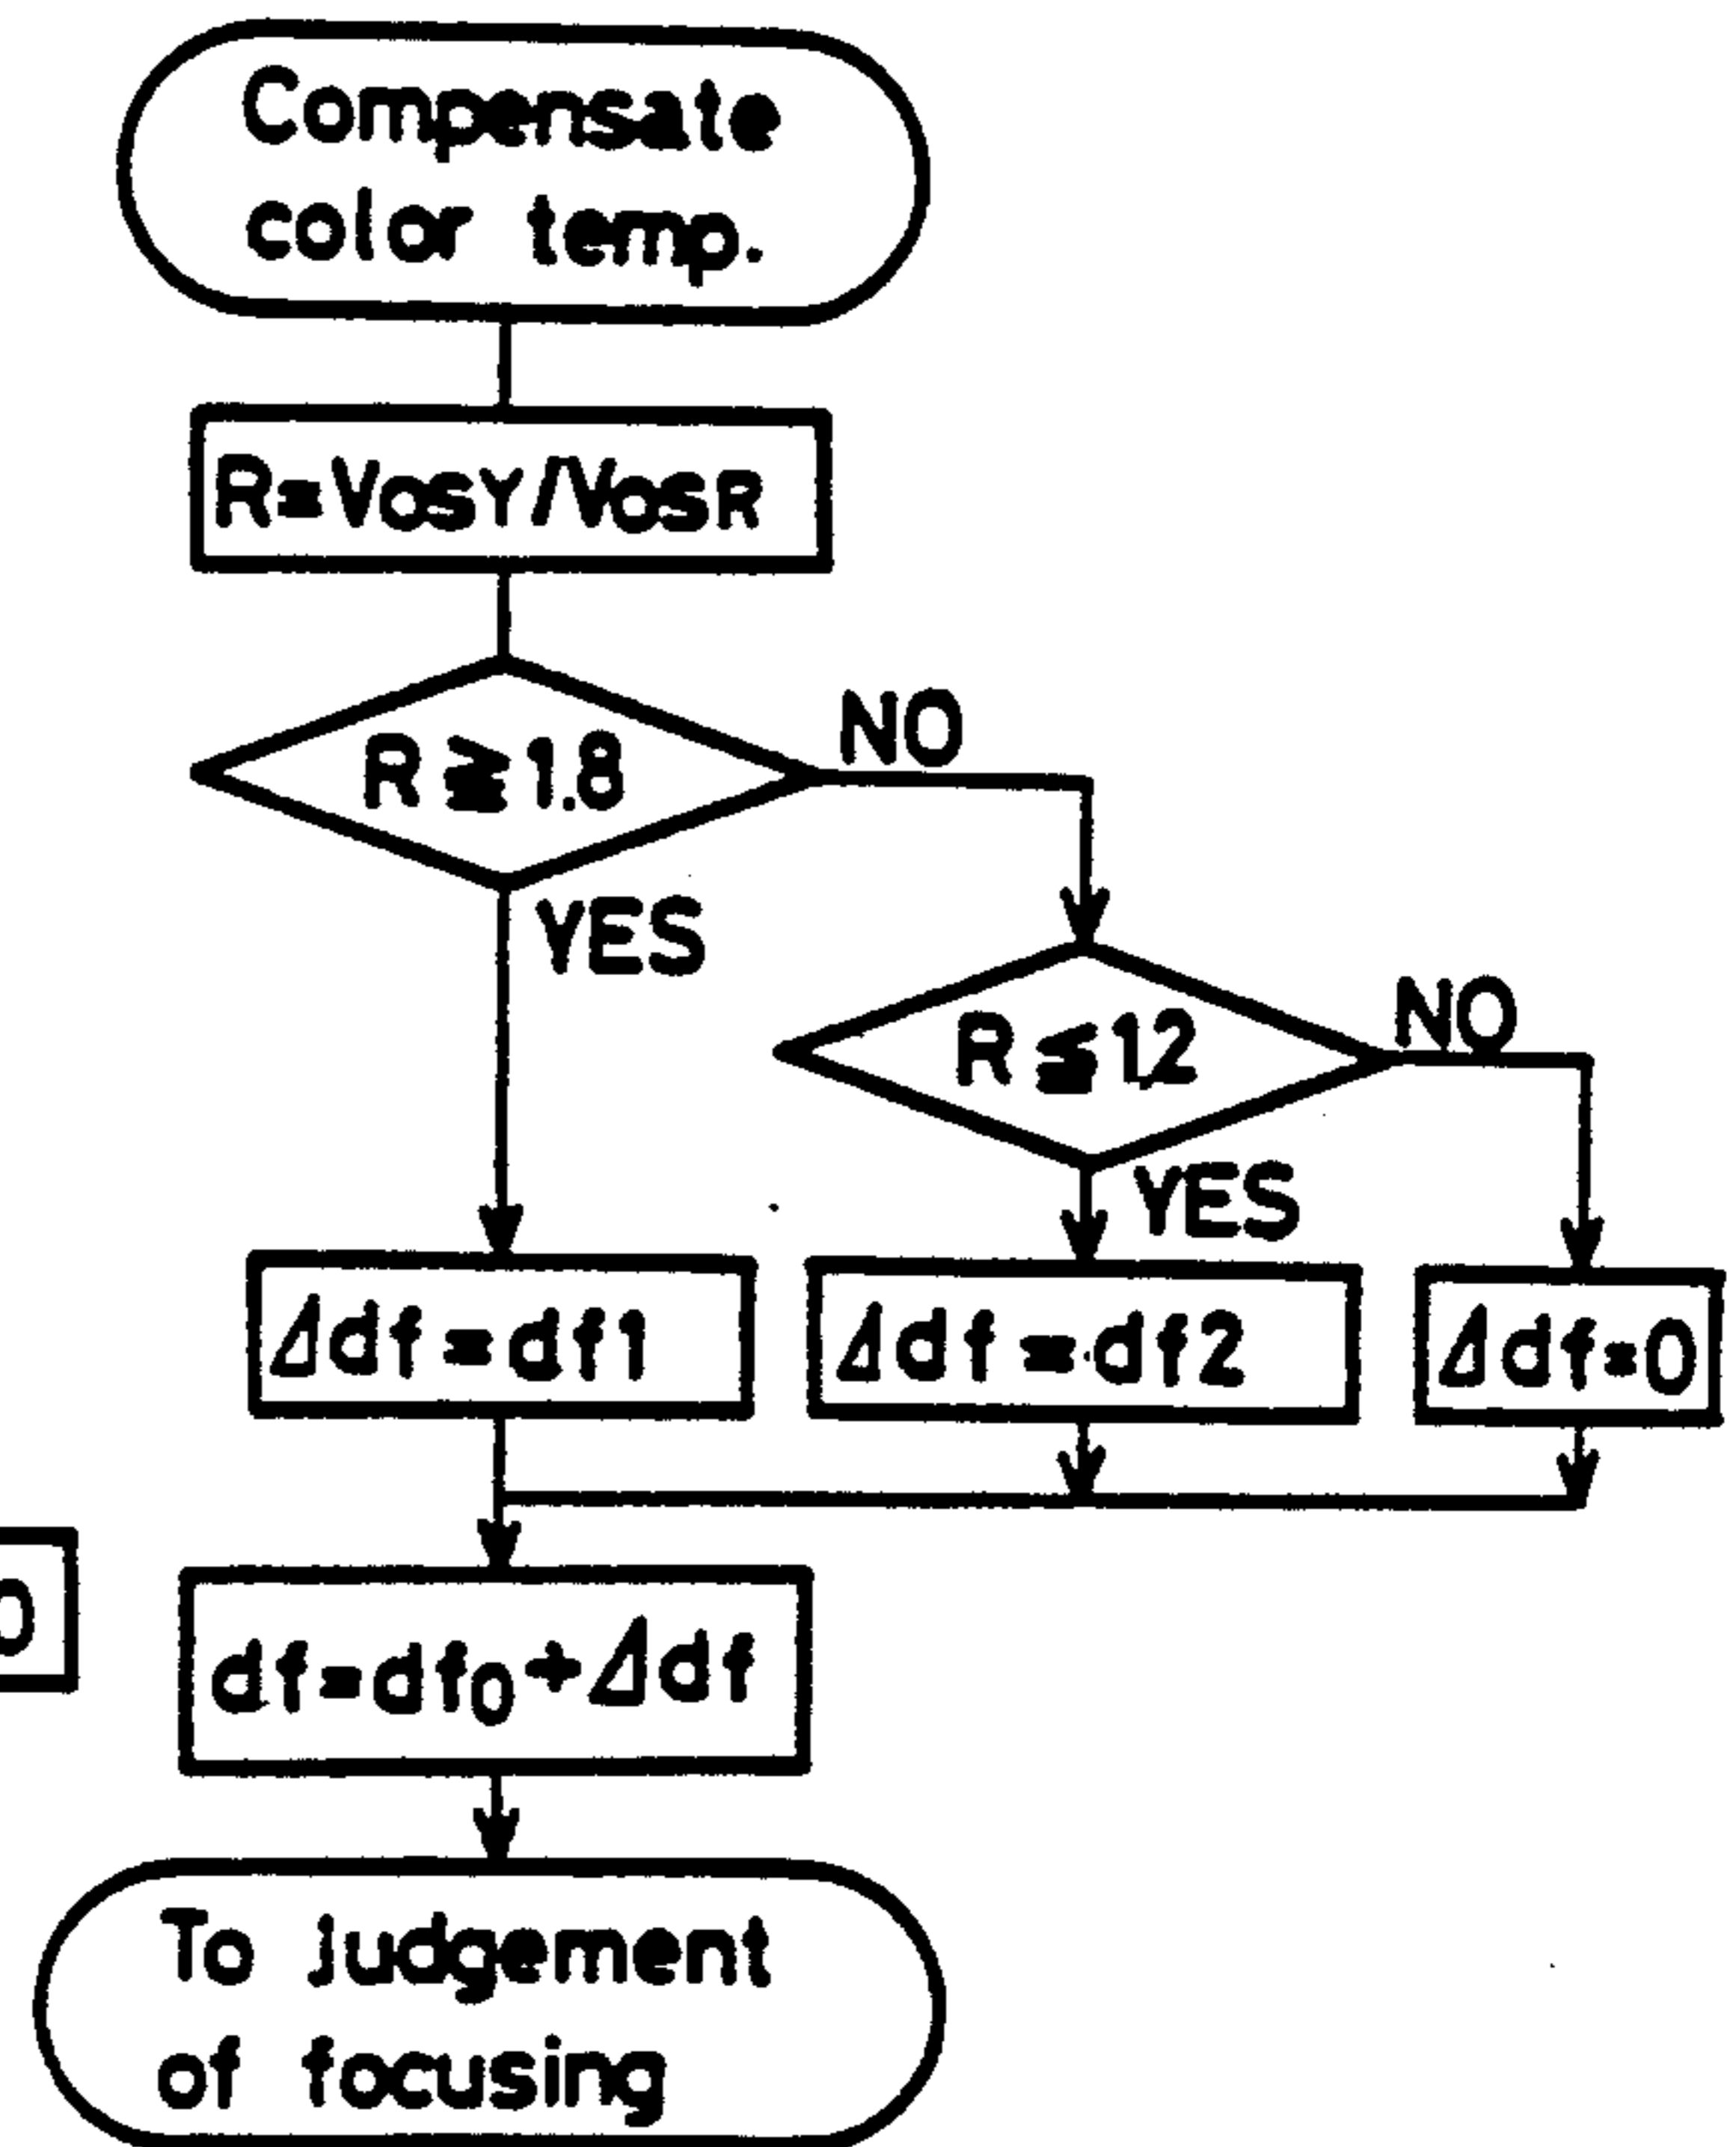 Compensate
color temp.
R=VOSY/VOSR
R≧1.8
NO
YES
R≦1.2
NO
YES
Δdf=df1
Δdf=df2
Δdf=0
df=df0+Δdf
To Judgement
of focusing